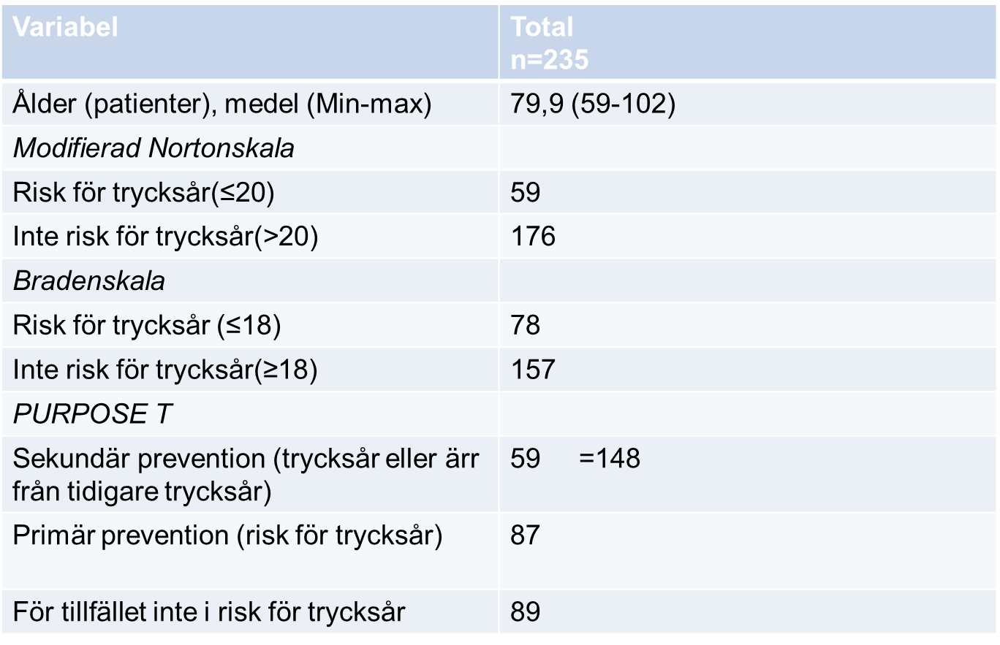 Variabel
Total
n=235
Ålder (patienter), medel (Min-max)
79,9 (59-102)
Modifierad Nortonskala
Risk för trycksår(≤20)
59
Inte risk för trycksår(>20)
176
Bradenskala
Risk för trycksår (≤18)
78
Inte risk för trycksår(≥18)
157
PURPOSE T
Sekundär prevention (trycksår eller ärr
från tidigare trycksår)
59 =148
Primär prevention (risk för trycksår)
87
För tillfället inte i risk för trycksår
89